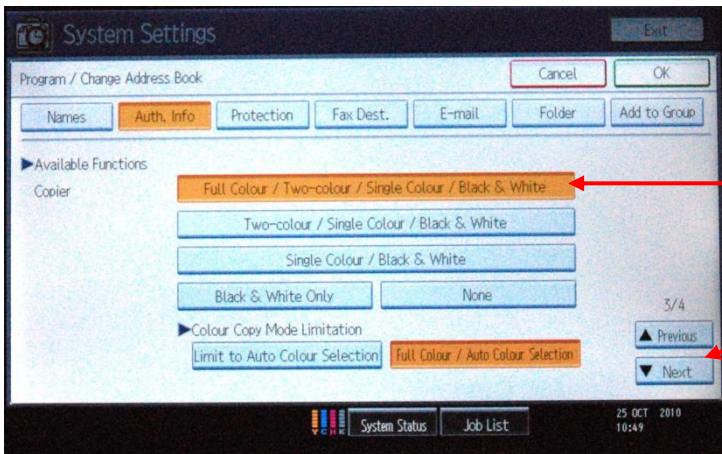 System Settings Exit
Program / Change Address Book Cancel OK
Names Auth. Info Protection Fax Dest. E-mail Folder Add to Group
▶Available Functions
Copier Full Colour / Two-colour / Single Colour / Black & White
Two-colour / Single Colour / Black & White
Single Colour / Black & White
Black & White Only None
3/4
▶Colour Copy Mode Limitation ▲ Previous
Limit to Auto Colour Selection Full Colour / Auto Colour Selection
▼ Next
Y C M K System Status Job List 25 OCT 2010
10:49